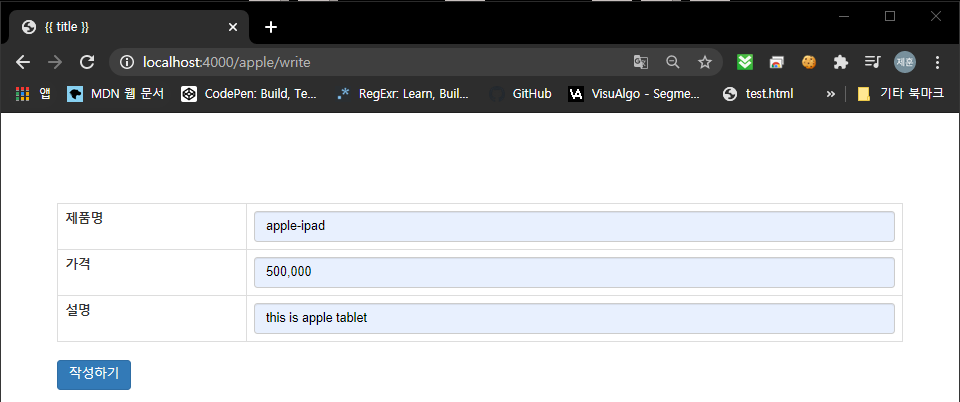 {{ title }}
localhost:4000/apple/write
제훈
앱 MDN 웹 문서 CodePen: Build, Te... RegExr: Learn, Buil... GitHub VA VisuAlgo - Segme... test.html » 기타 북마크
제품명 apple-ipad
가격 500,000
설명 this is apple tablet
작성하기